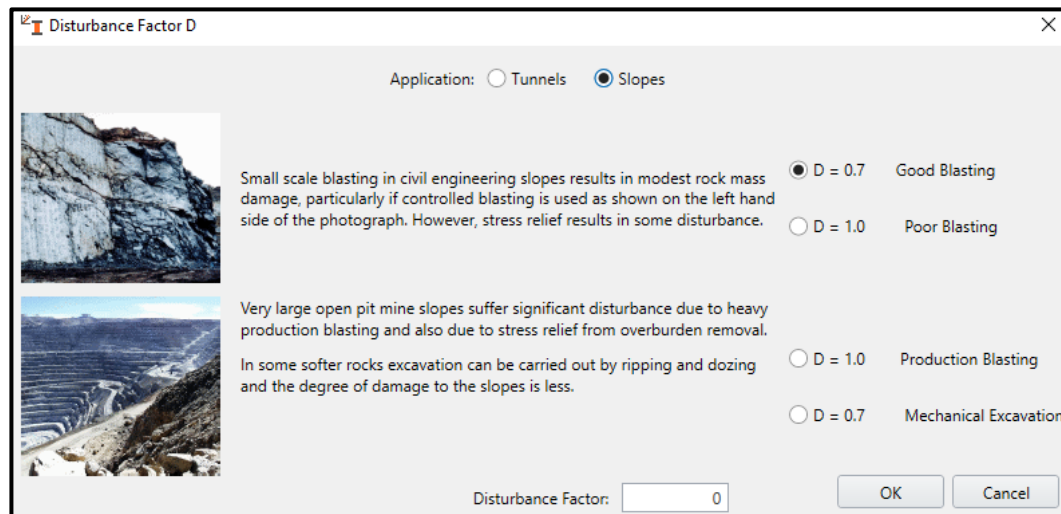 Disturbance Factor D
Application: Tunnels Slopes
Small scale blasting in civil engineering slopes results in modest rock mass
damage, particularly if controlled blasting is used as shown on the left hand
side of the photograph. However, stress relief results in some disturbance.
D = 0.7 Good Blasting
D = 1.0 Poor Blasting
Very large open pit mine slopes suffer significant disturbance due to heavy
production blasting and also due to stress relief from overburden removal.
In some softer rocks excavation can be carried out by ripping and dozing
and the degree of damage to the slopes is less.
D = 1.0 Production Blasting
D = 0.7 Mechanical Excavation
Disturbance Factor: 0
OK Cancel